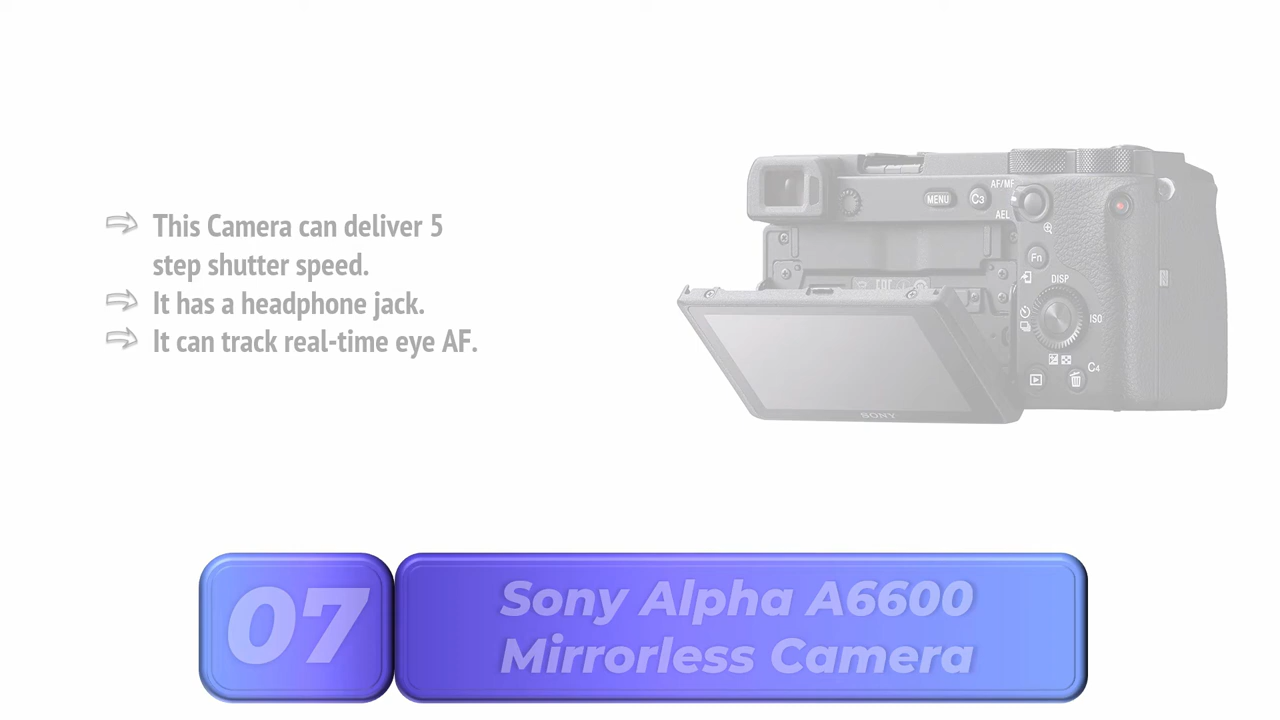 This Camera can deliver 5
step shutter speed.
It has a headphone jack.
It can track real-time eye AF.
AF/MF
MENU
C3
AEL
Fn
DISP
ISO
C4
SONY
07
Sony Alpha A6600
Mirrorless Camera